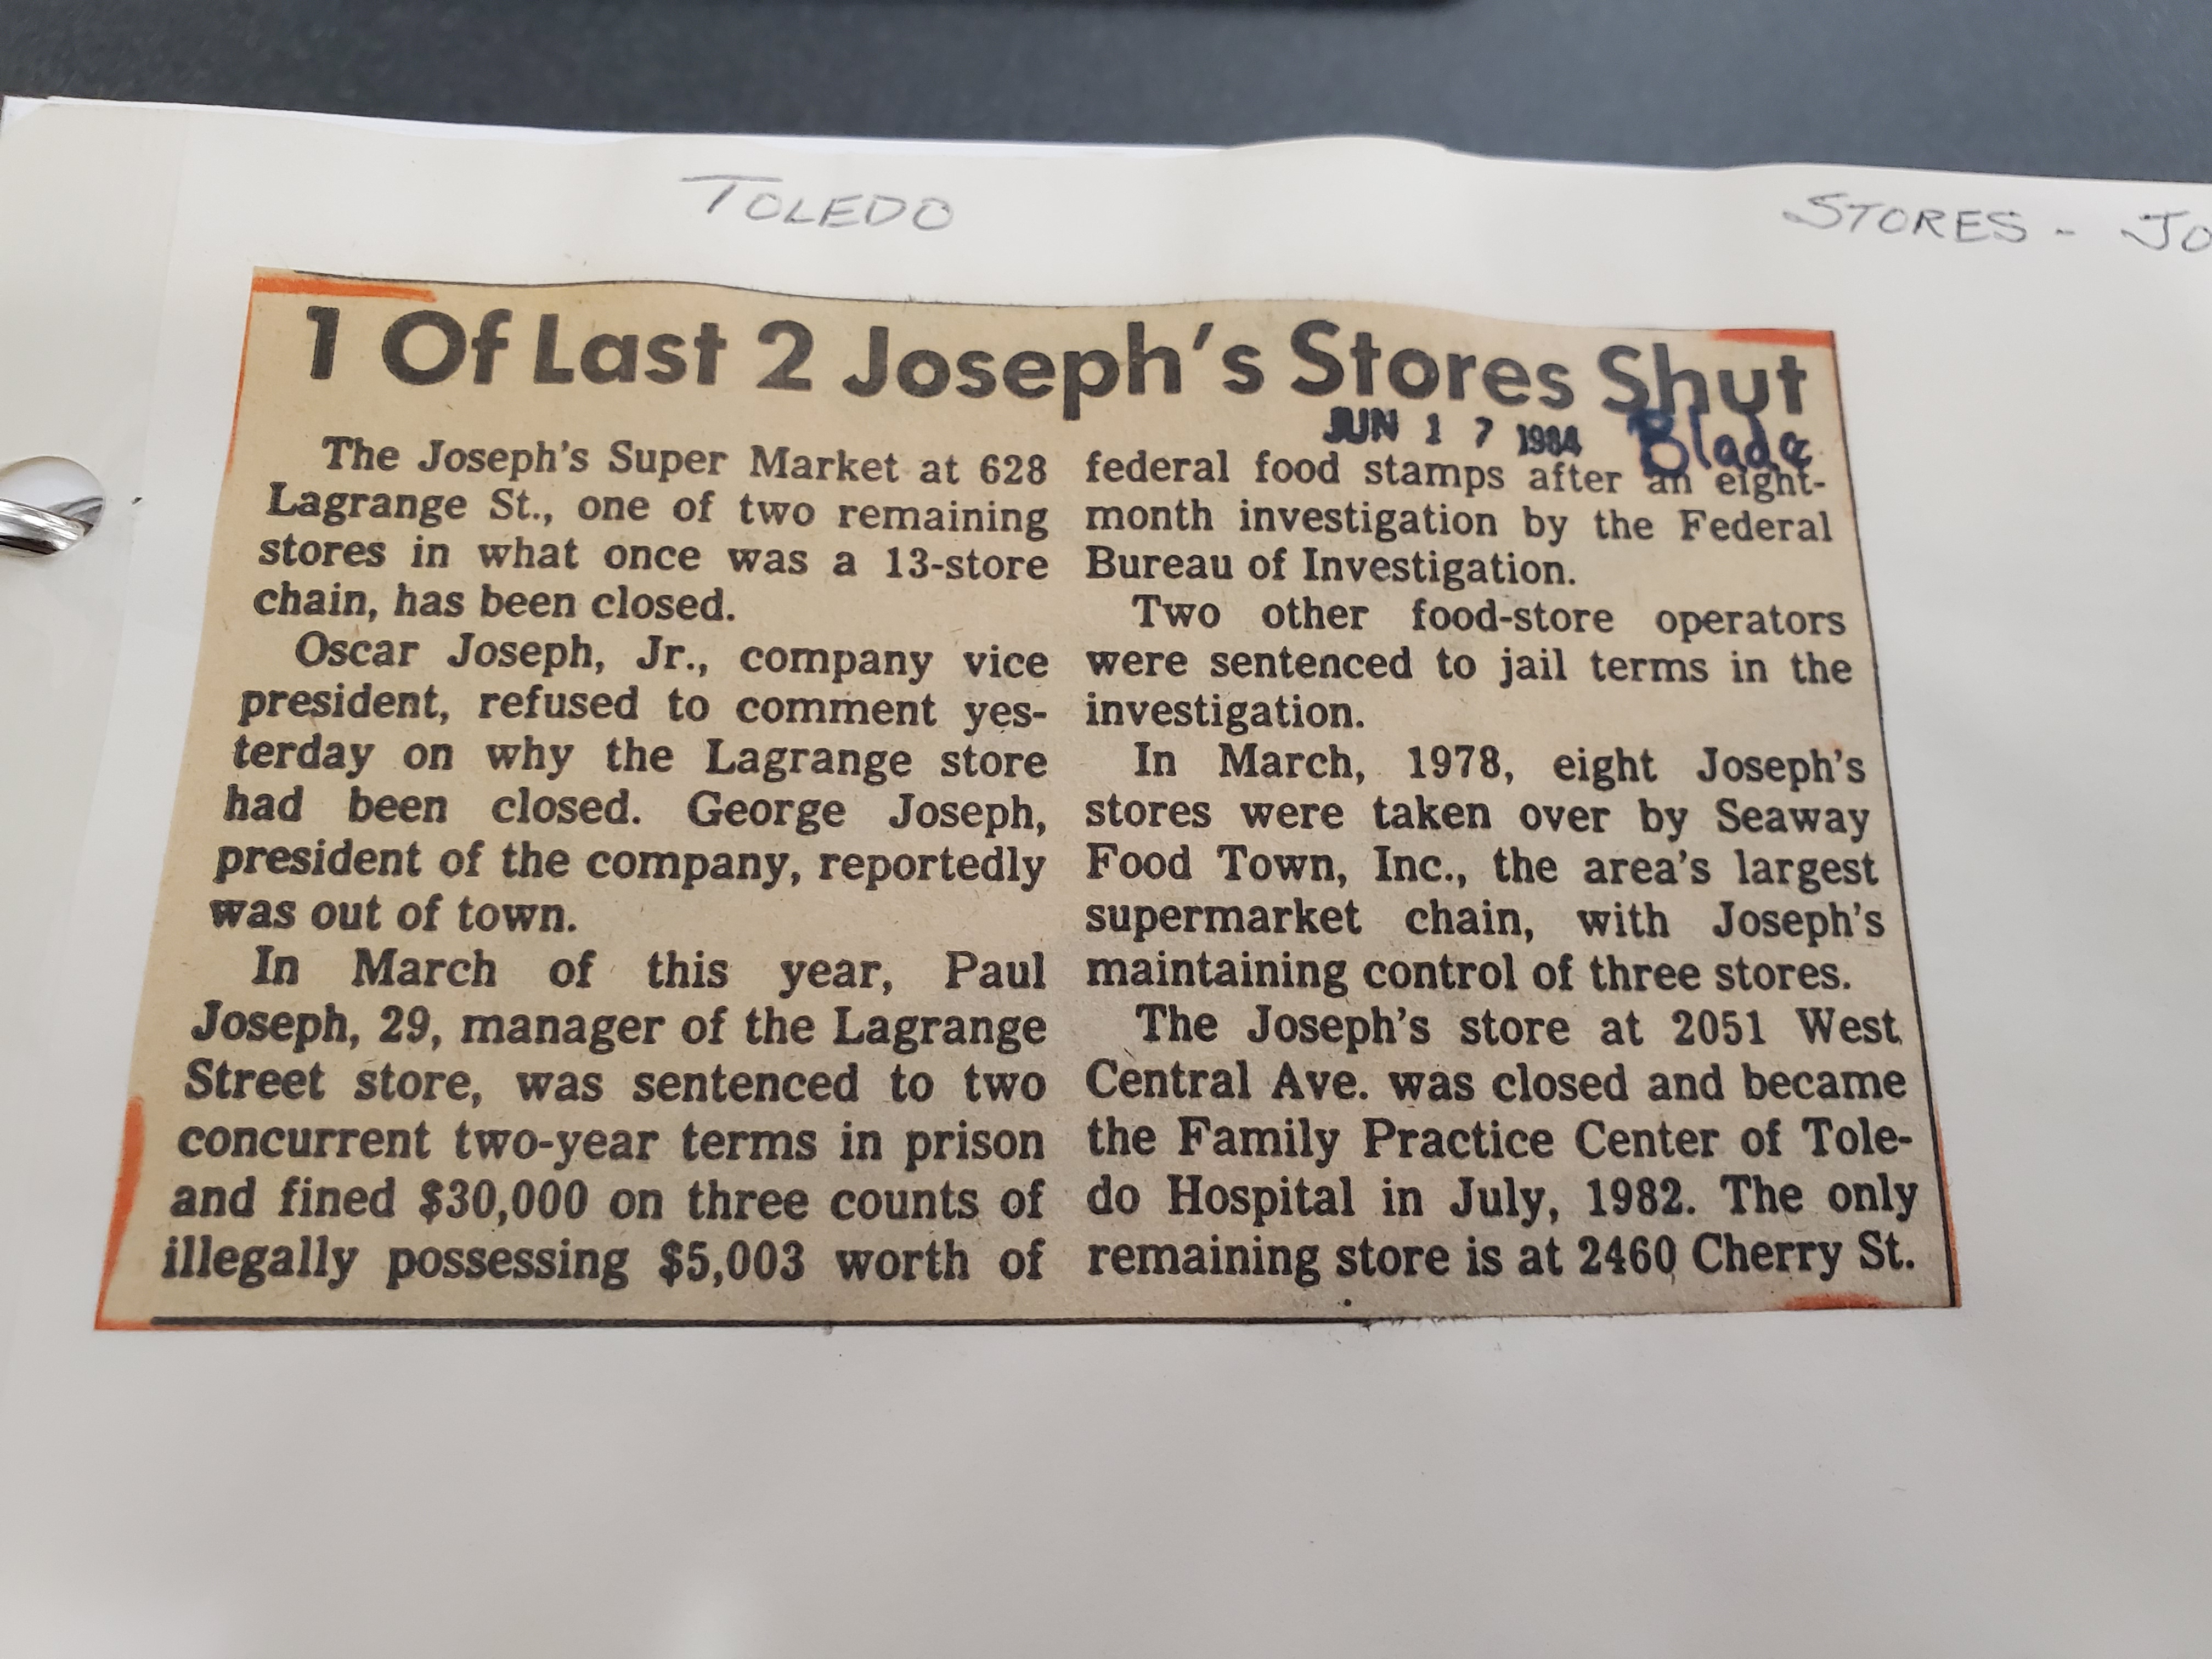 TOLEDO
STORES - JO
1 Of Last 2 Joseph's Stores Shut
JUN 17 1984 Blade
The Joseph's Super Market at 628
Lagrange St., one of two remaining
stores in what once was a 13-store
chain, has been closed.
Oscar Joseph, Jr., company vice
president, refused to comment yes-
terday on why the Lagrange store
had been closed. George Joseph,
president of the company, reportedly
was out of town.
In March of this year, Paul
Joseph, 29, manager of the Lagrange
Street store, was sentenced to two
concurrent two-year terms in prison
and fined $30,000 on three counts of
illegally possessing $5,003 worth of
federal food stamps after an eight-
month investigation by the Federal
Bureau of Investigation.
Two other food-store operators
were sentenced to jail terms in the
investigation.
In March, 1978, eight Joseph's
stores were taken over by Seaway
Food Town, Inc., the area's largest
supermarket chain, with Joseph's
maintaining control of three stores.
The Joseph's store at 2051 West
Central Ave. was closed and became
the Family Practice Center of Tole-
do Hospital in July, 1982. The only
remaining store is at 2460 Cherry St.